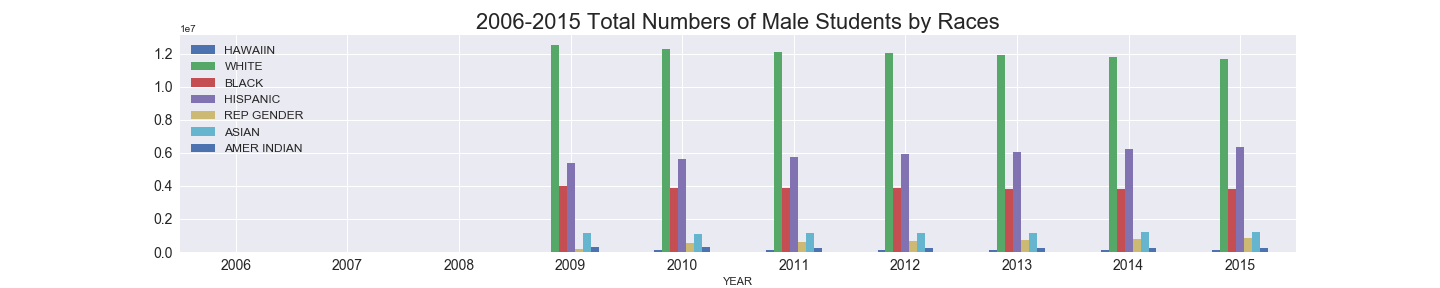 2006-2015 Total Numbers of Male Students by Races
1e7
1.2
1.0
0.8
0.6
0.4
0.2
0.0
HAWAIIN
WHITE
BLACK
HISPANIC
REP GENDER
ASIAN
AMER INDIAN
2006 2007 2008 2009 2010 2011 2012 2013 2014 2015
YEAR